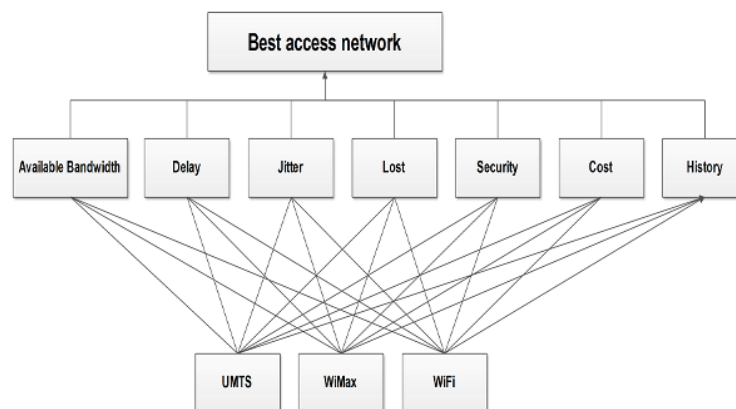 Best access network
Available Bandwidth
Delay
Jitter
Lost
Security
Cost
History
UMTS
WiMax
WiFi